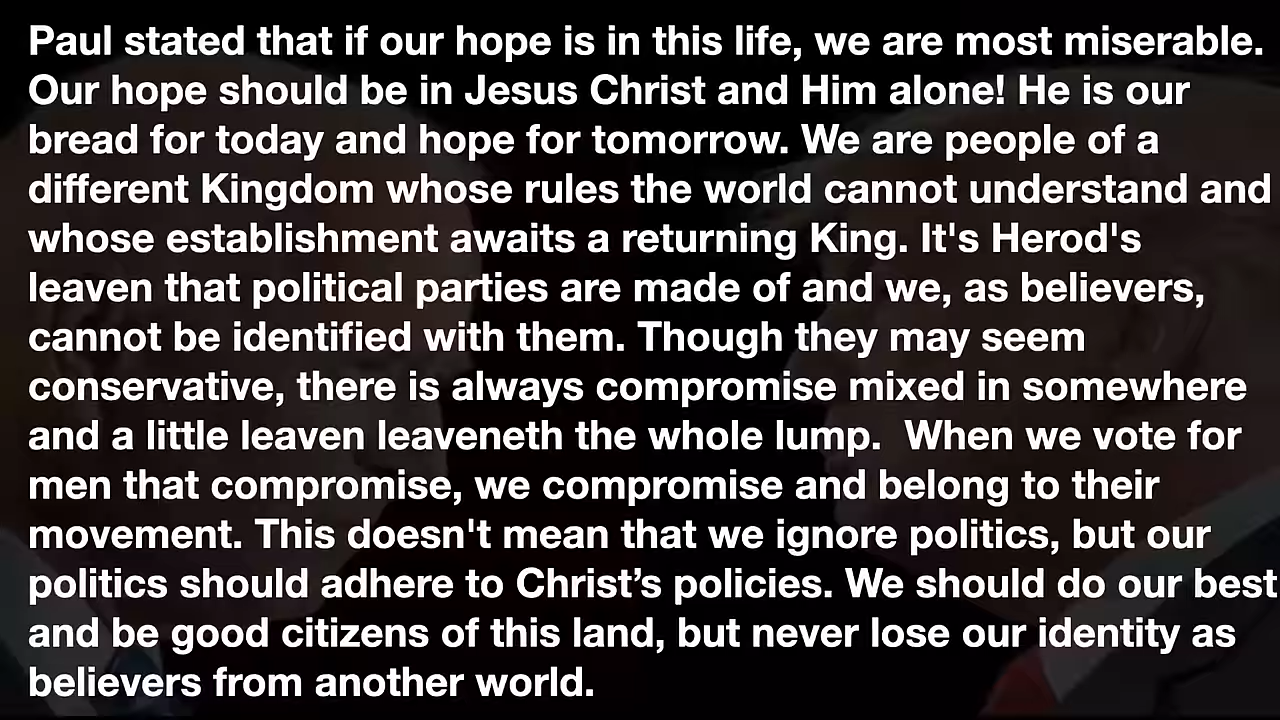 Paul stated that if our hope is in this life, we are most miserable.
Our hope should be in Jesus Christ and Him alone! He is our
bread for today and hope for tomorrow. We are people of a
different Kingdom whose rules the world cannot understand and
whose establishment awaits a returning King. It's Herod's
leaven that political parties are made of and we, as believers,
cannot be identified with them. Though they may seem
conservative, there is always compromise mixed in somewhere
and a little leaven leaveneth the whole lump.  When we vote for
men that compromise, we compromise and belong to their
movement. This doesn't mean that we ignore politics, but our
politics should adhere to Christ’s policies. We should do our best
and be good citizens of this land, but never lose our identity as
believers from another world.